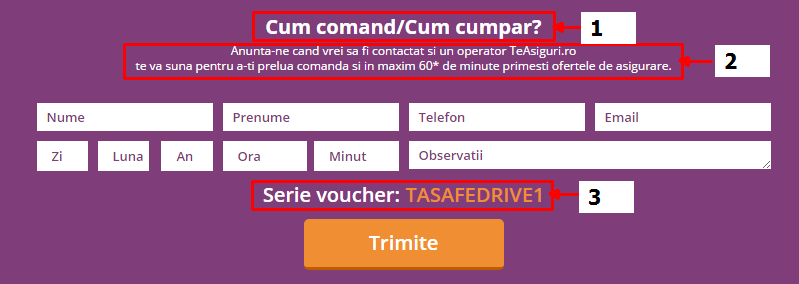 Cum comand/Cum cumpar?
1
Anunta-ne cand vrei sa fi contactat si un operator TeAsiguri.ro
te va suna pentru a-ti prelua comanda si in maxim 60* de minute primesti ofertele de asigurare.
2
Nume Prenume Telefon Email
Zi Luna An Ora Minut Observatii
Serie voucher: TASAFEDRIVE1
3
Trimite